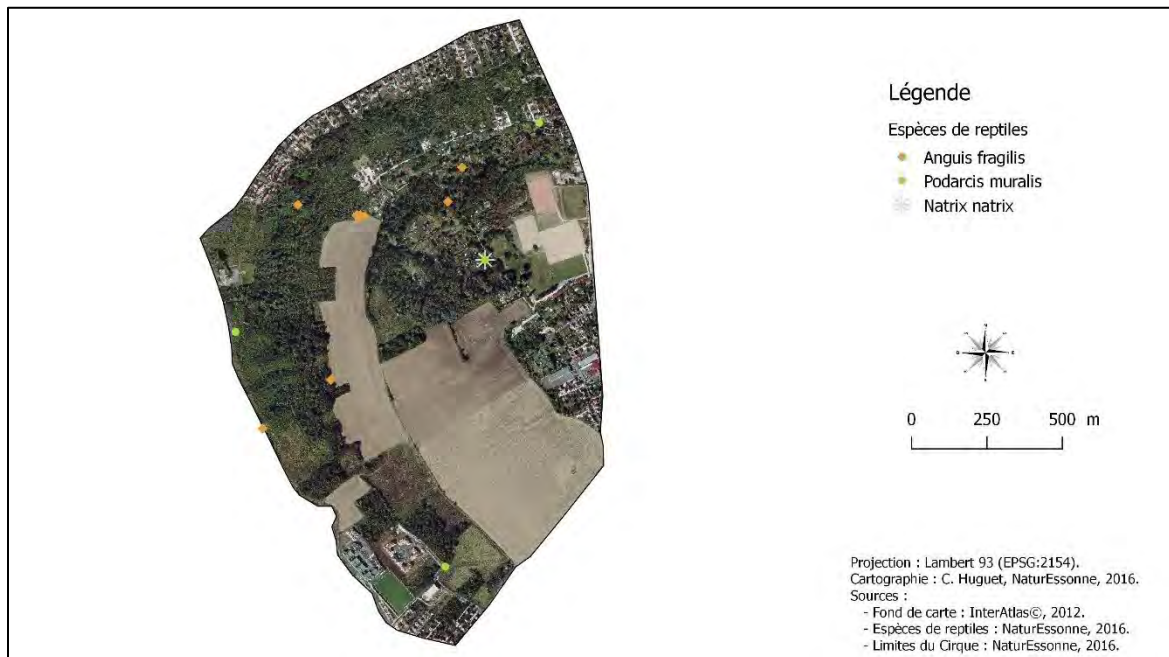 Légende
Espèces de reptiles
Anguis fragilis
Podarcis muralis
Natrix natrix
0 250 500 m
Projection : Lambert 93 (EPSG:2154).
Cartographie : C. Huguet, NaturEssonne, 2016.
Sources :
- Fond de carte : InterAtlas©, 2012.
- Espèces de reptiles : NaturEssonne, 2016.
- Limites du Cirque : NaturEssonne, 2016.